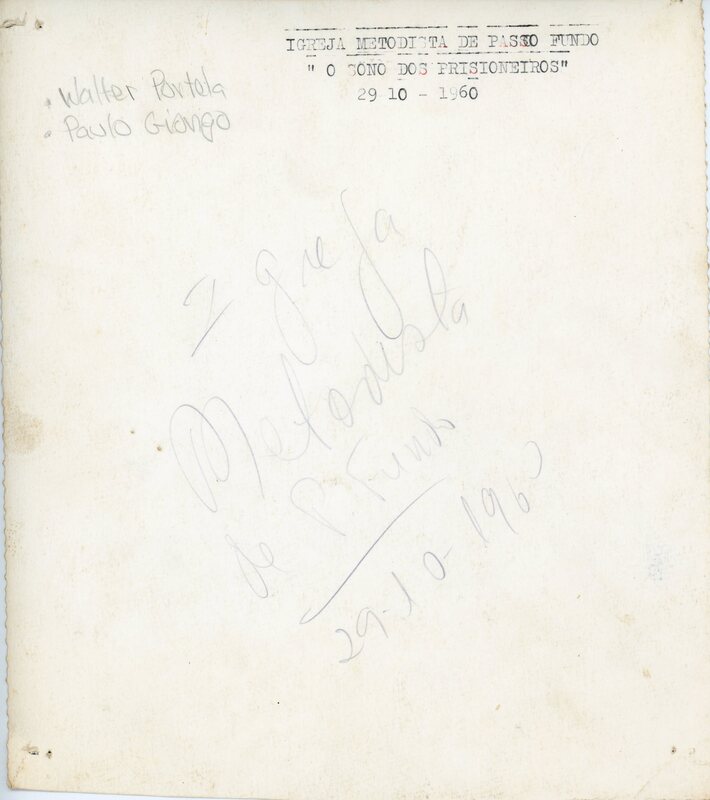 IGREJA METODISTA DE PASSO FUNDO
" O SONO DOS PRISIONEIROS"
29 10 - 1960
. Walter Portela
. Paulo Giongo
Igreja
Metodista
de P. Fundo
29-10-1960